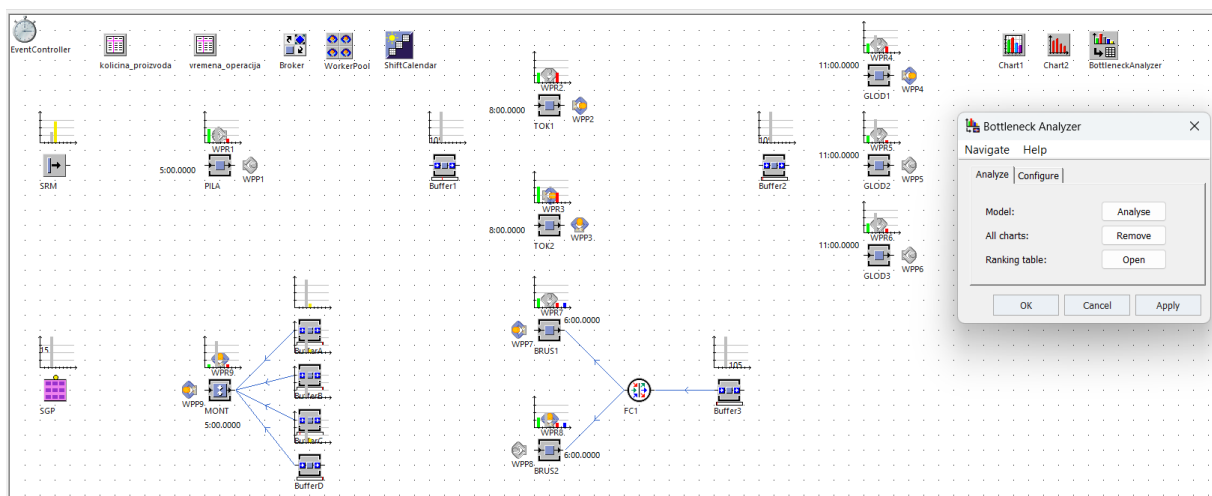 EventController
kolicina_proizvoda
vremena_operacija
Broker
WorkerPool
ShiftCalendar
WPR2.
8:00.0000
TOK1
WPP2
WPR4.
11:00.0000
GLOD1
WPP4
Chart1
Chart2
BottleneckAnalyzer
SRM
WPR1
5:00.0000
PILA
WPP1
Buffer1
Buffer2
WPR5.
11:00.0000
GLOD2
WPP5
WPR3
8:00.0000
TOK2
WPP3.
WPR6.
11:00.0000
GLOD3
WPP6
Bottleneck Analyzer
Navigate Help
Analyze Configure
Model: Analyse
All charts: Remove
Ranking table: Open
OK Cancel Apply
15
SGP
WPR9.
WPP9
MONT
5:00.0000
BufferA
BufferB
BufferC
BufferD
WPR7
6:00.0000
WPP7
BRUS1
105
FC1
Buffer3
WPR8.
WPP8
6:00.0000
BRUS2